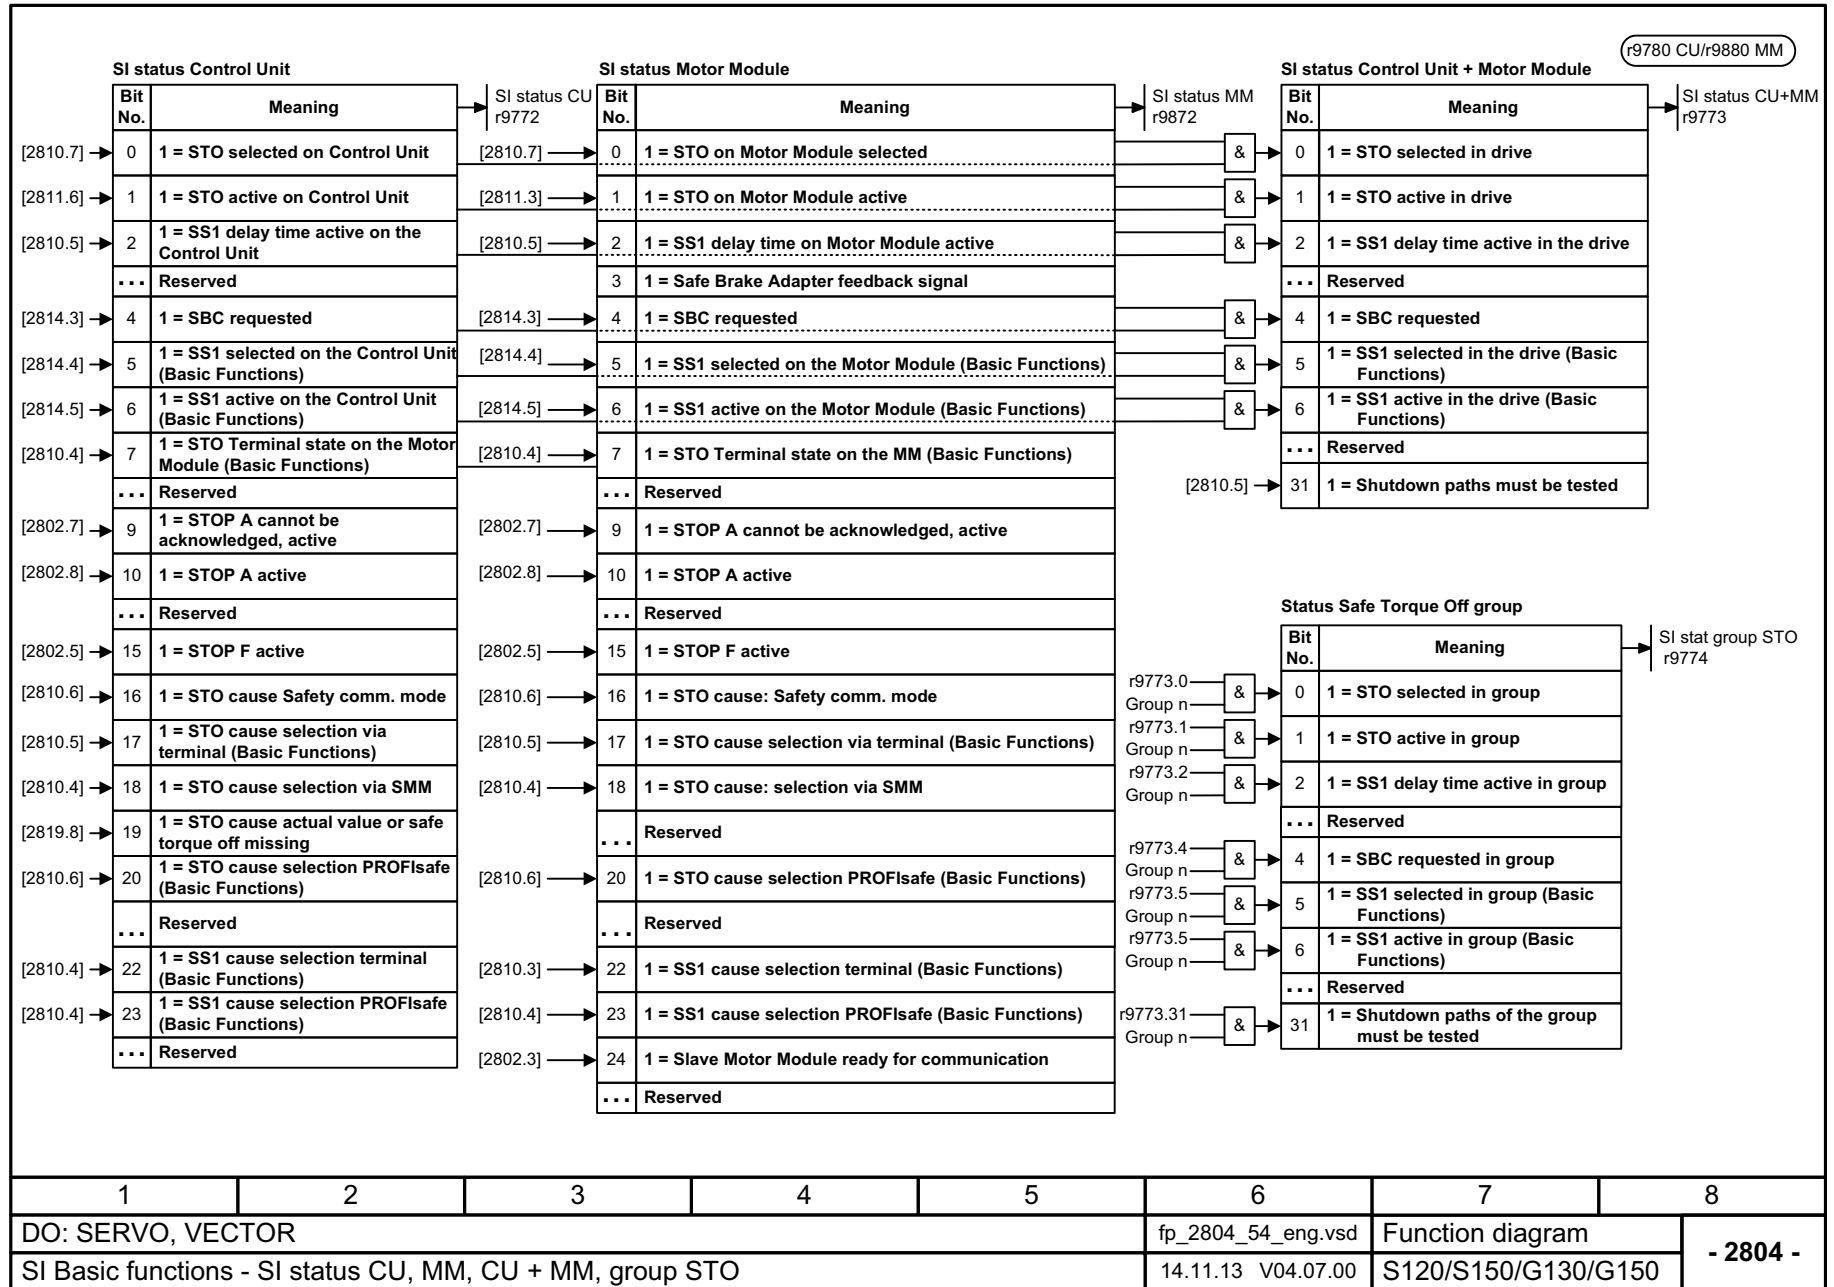 r9780 CU/r9880 MM
SI status Control Unit
Bit No. Meaning
SI status CU
r9772
[2810.7] 0 1 = STO selected on Control Unit
[2811.6] 1 1 = STO active on Control Unit
[2810.5] 2 1 = SS1 delay time active on the
Control Unit
... Reserved
[2814.3] 4 1 = SBC requested
[2814.4] 5 1 = SS1 selected on the Control Unit
(Basic Functions)
[2814.5] 6 1 = SS1 active on the Control Unit
(Basic Functions)
[2810.4] 7 1 = STO Terminal state on the Motor
Module (Basic Functions)
... Reserved
[2802.7] 9 1 = STOP A cannot be
acknowledged, active
[2802.8] 10 1 = STOP A active
... Reserved
[2802.5] 15 1 = STOP F active
[2810.6] 16 1 = STO cause Safety comm. mode
[2810.5] 17 1 = STO cause selection via
terminal (Basic Functions)
[2810.4] 18 1 = STO cause selection via SMM
[2819.8] 19 1 = STO cause actual value or safe
torque off missing
[2810.6] 20 1 = STO cause selection PROFIsafe
(Basic Functions)
... Reserved
[2810.4] 22 1 = SS1 cause selection terminal
(Basic Functions)
[2810.4] 23 1 = SS1 cause selection PROFIsafe
(Basic Functions)
... Reserved
SI status Motor Module
Bit No. Meaning
SI status MM
r9872
[2810.7] 0 1 = STO on Motor Module selected
[2811.3] 1 1 = STO on Motor Module active
[2810.5] 2 1 = SS1 delay time on Motor Module active
3 1 = Safe Brake Adapter feedback signal
[2814.3] 4 1 = SBC requested
[2814.4] 5 1 = SS1 selected on the Motor Module (Basic Functions)
[2814.5] 6 1 = SS1 active on the Motor Module (Basic Functions)
[2810.4] 7 1 = STO Terminal state on the MM (Basic Functions)
... Reserved
[2802.7] 9 1 = STOP A cannot be acknowledged, active
[2802.8] 10 1 = STOP A active
... Reserved
[2802.5] 15 1 = STOP F active
[2810.6] 16 1 = STO cause: Safety comm. mode
[2810.5] 17 1 = STO cause selection via terminal (Basic Functions)
[2810.4] 18 1 = STO cause: selection via SMM
... Reserved
[2810.6] 20 1 = STO cause selection PROFIsafe (Basic Functions)
... Reserved
[2810.3] 22 1 = SS1 cause selection terminal (Basic Functions)
[2810.4] 23 1 = SS1 cause selection PROFIsafe (Basic Functions)
[2802.3] 24 1 = Slave Motor Module ready for communication
... Reserved
SI status Control Unit + Motor Module
Bit No. Meaning
SI status CU+MM
r9773
& 0 1 = STO selected in drive
& 1 1 = STO active in drive
& 2 1 = SS1 delay time active in the drive
... Reserved
& 4 1 = SBC requested
& 5 1 = SS1 selected in the drive (Basic
Functions)
& 6 1 = SS1 active in the drive (Basic
Functions)
... Reserved
[2810.5] 31 1 = Shutdown paths must be tested
Status Safe Torque Off group
Bit No. Meaning
SI stat group STO
r9774
r9773.0
Group n & 0 1 = STO selected in group
r9773.1
Group n & 1 1 = STO active in group
r9773.2
Group n & 2 1 = SS1 delay time active in group
... Reserved
r9773.4
Group n & 4 1 = SBC requested in group
r9773.5
Group n & 5 1 = SS1 selected in group (Basic
Functions)
r9773.5
Group n & 6 1 = SS1 active in group (Basic
Functions)
... Reserved
r9773.31
Group n & 31 1 = Shutdown paths of the group
must be tested
1 2 3 4 5 6 7 8
DO: SERVO, VECTOR
fp_2804_54_eng.vsd
Function diagram
- 2804 -
SI Basic functions - SI status CU, MM, CU + MM, group STO
14.11.13 V04.07.00
S120/S150/G130/G150